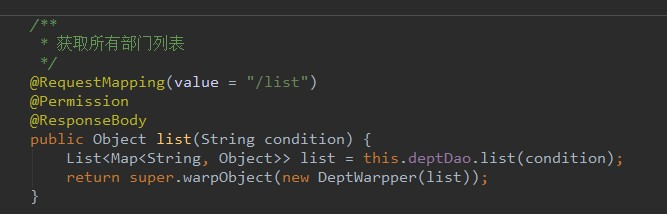 /**
 * 获取所有部门列表
 */
@RequestMapping(value = "/list")
@Permission
@ResponseBody
public Object list(String condition) {
    List<Map<String, Object>> list = this.deptDao.list(condition);
    return super.warpObject(new DeptWarpper(list));
}